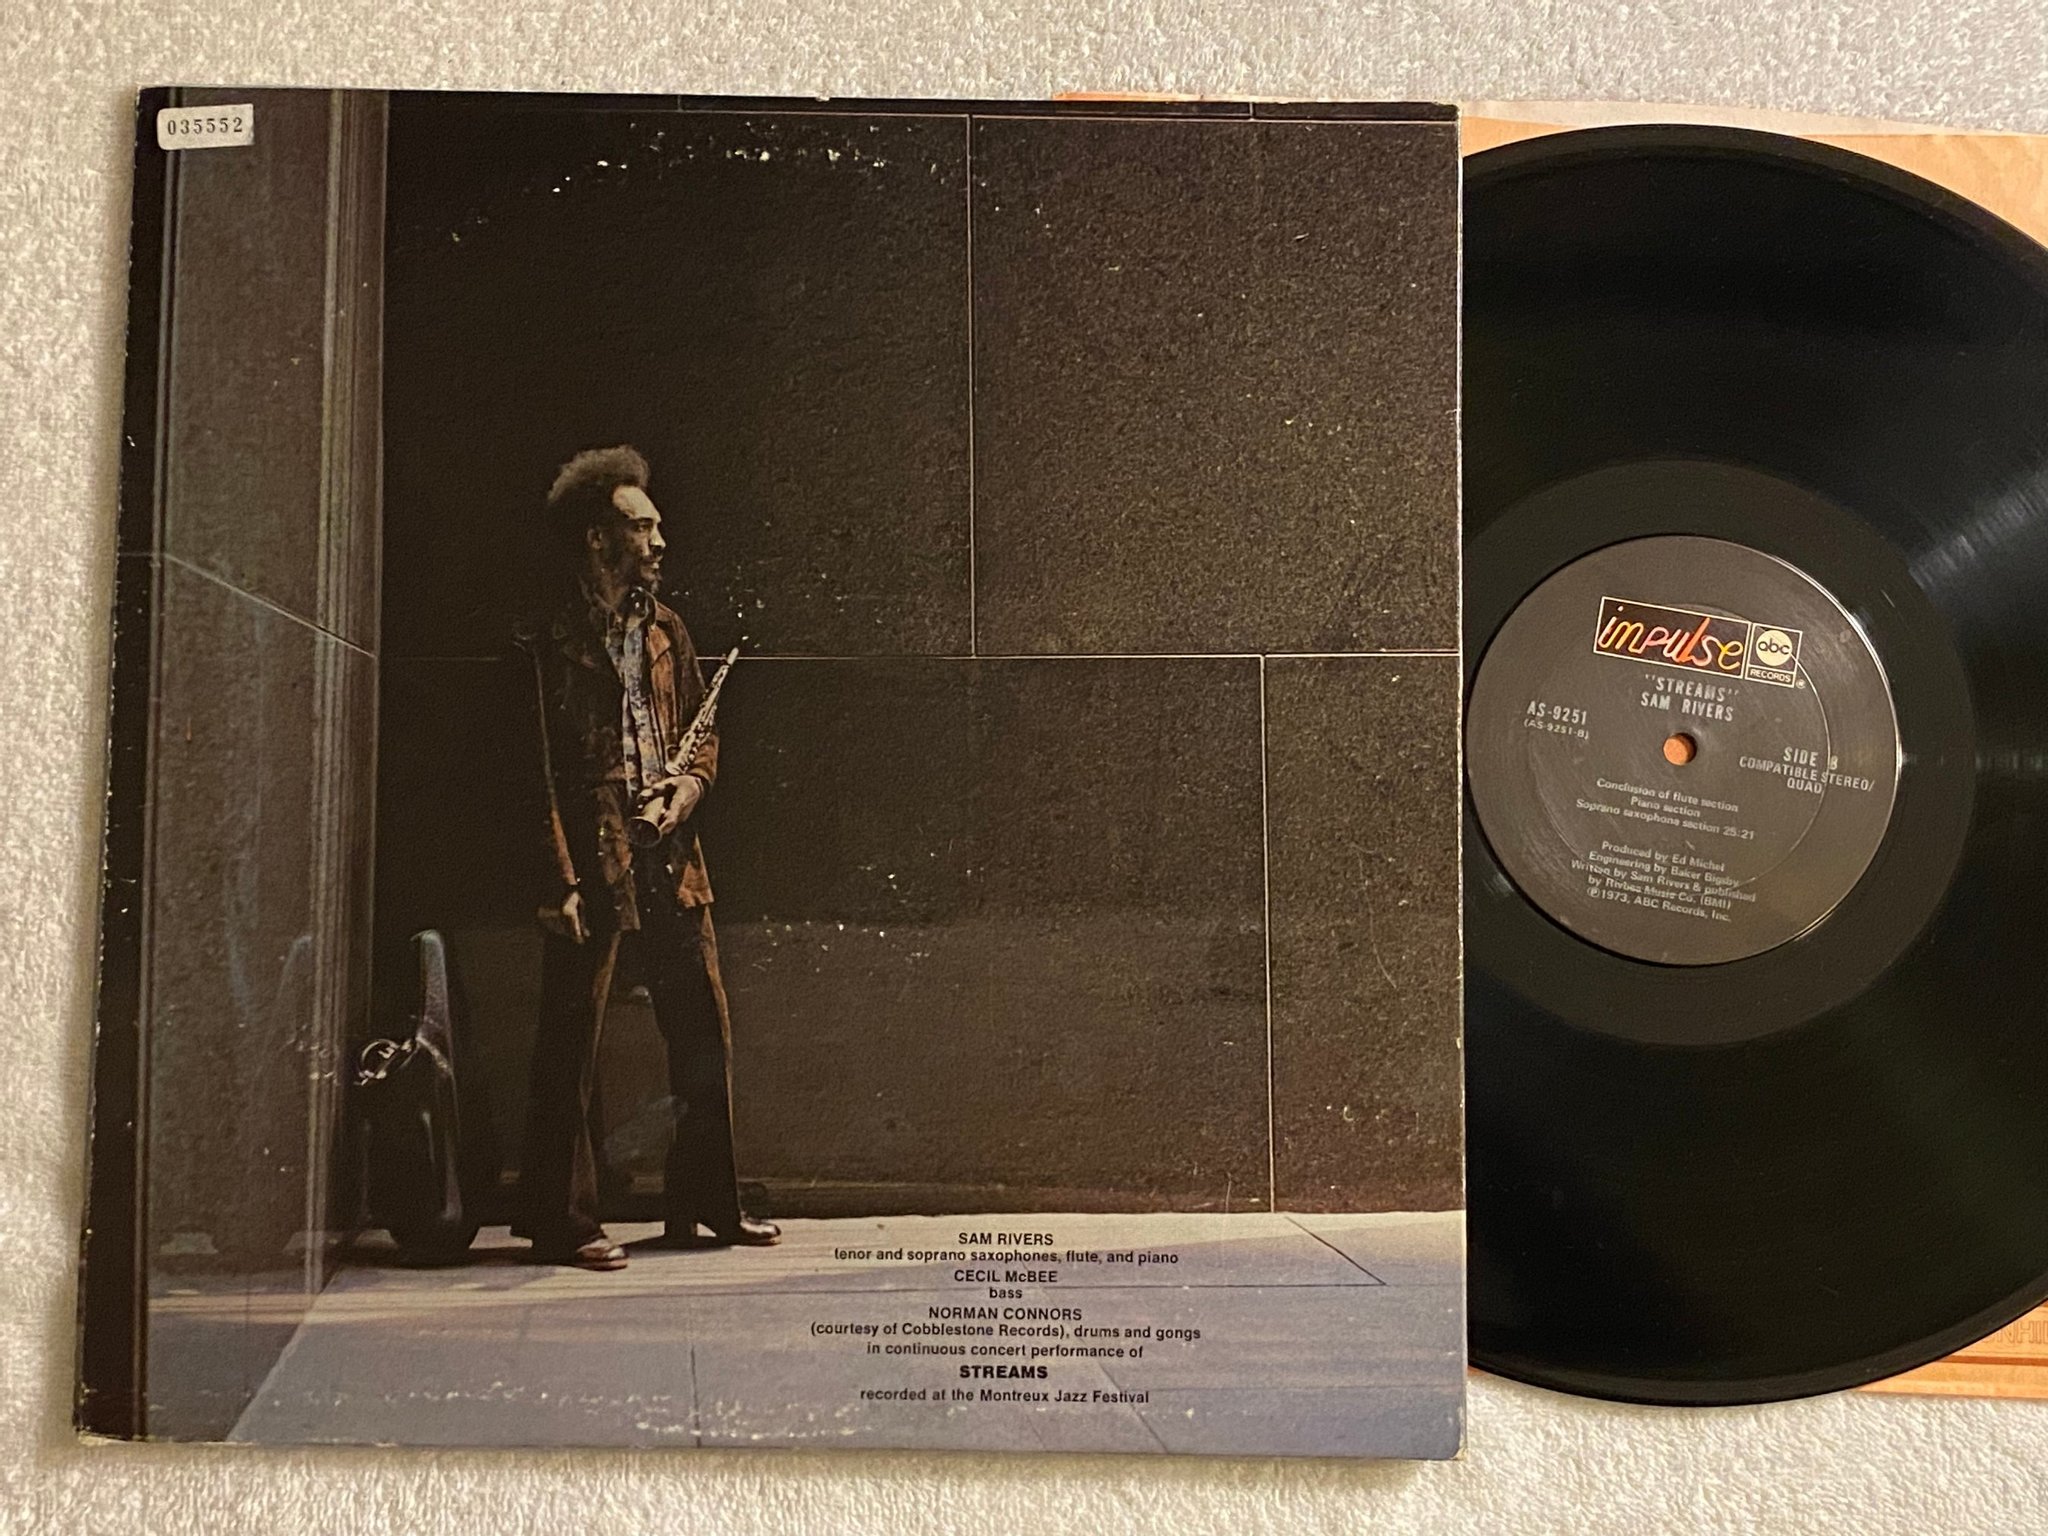 035552
SAM RIVERS
tenor and soprano saxophones, flute, and piano
CECIL McBEE
bass
NORMAN CONNORS
(courtesy of Cobblestone Records), drums and gongs
in continuous concert performance of
STREAMS
recorded at the Montreux Jazz Festival
impulse
abc
RECORDS
®
"STREAMS"
SAM RIVERS
AS-9251
(AS-9251-B)
SIDE B
COMPATIBLE STEREO/
QUAD
Conclusion of flute section
Piano section
Soprano saxophone section 25:21
Produced by Ed Michel
Engineering by Baker Bigsby
Written by Sam Rivers & published
by Rivbea Music Co. (BMI)
℗1973, ABC Records, Inc.